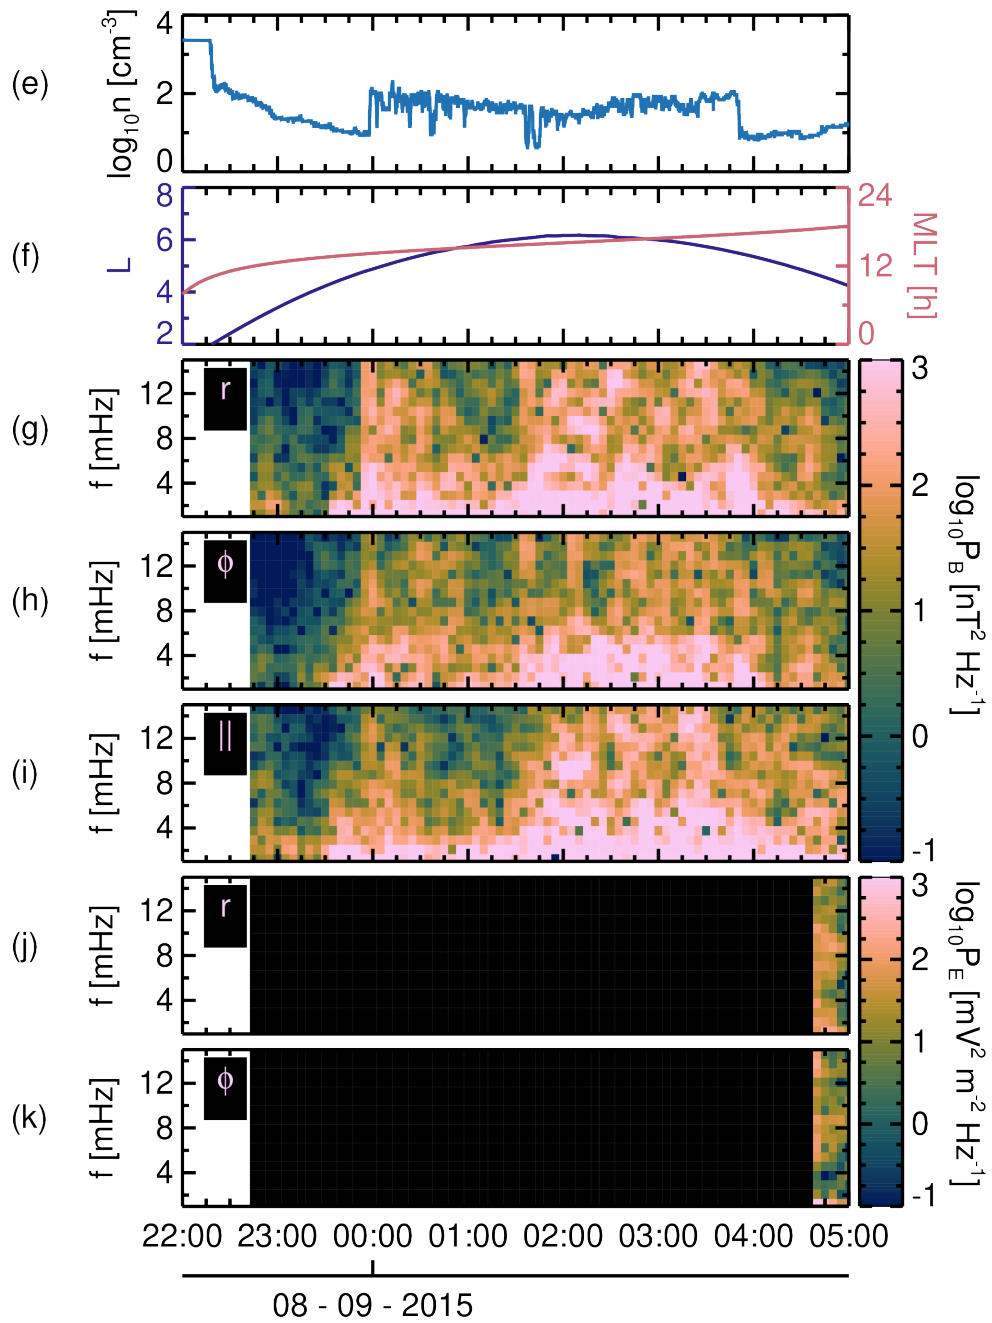 (e)
log10n [cm-3]
4
2
0
(f)
L
8
6
4
2
MLT [h]
24
12
0
(g)
f [mHz]
12
8
4
r
(h)
f [mHz]
12
8
4
ϕ
(i)
f [mHz]
12
8
4
||
3
2
1
0
-1
log10PB [nT2 Hz-1]
(j)
f [mHz]
12
8
4
r
(k)
f [mHz]
12
8
4
ϕ
3
2
1
0
-1
log10PE [mV2 m-2 Hz-1]
22:00 23:00 00:00 01:00 02:00 03:00 04:00 05:00
08 - 09 - 2015